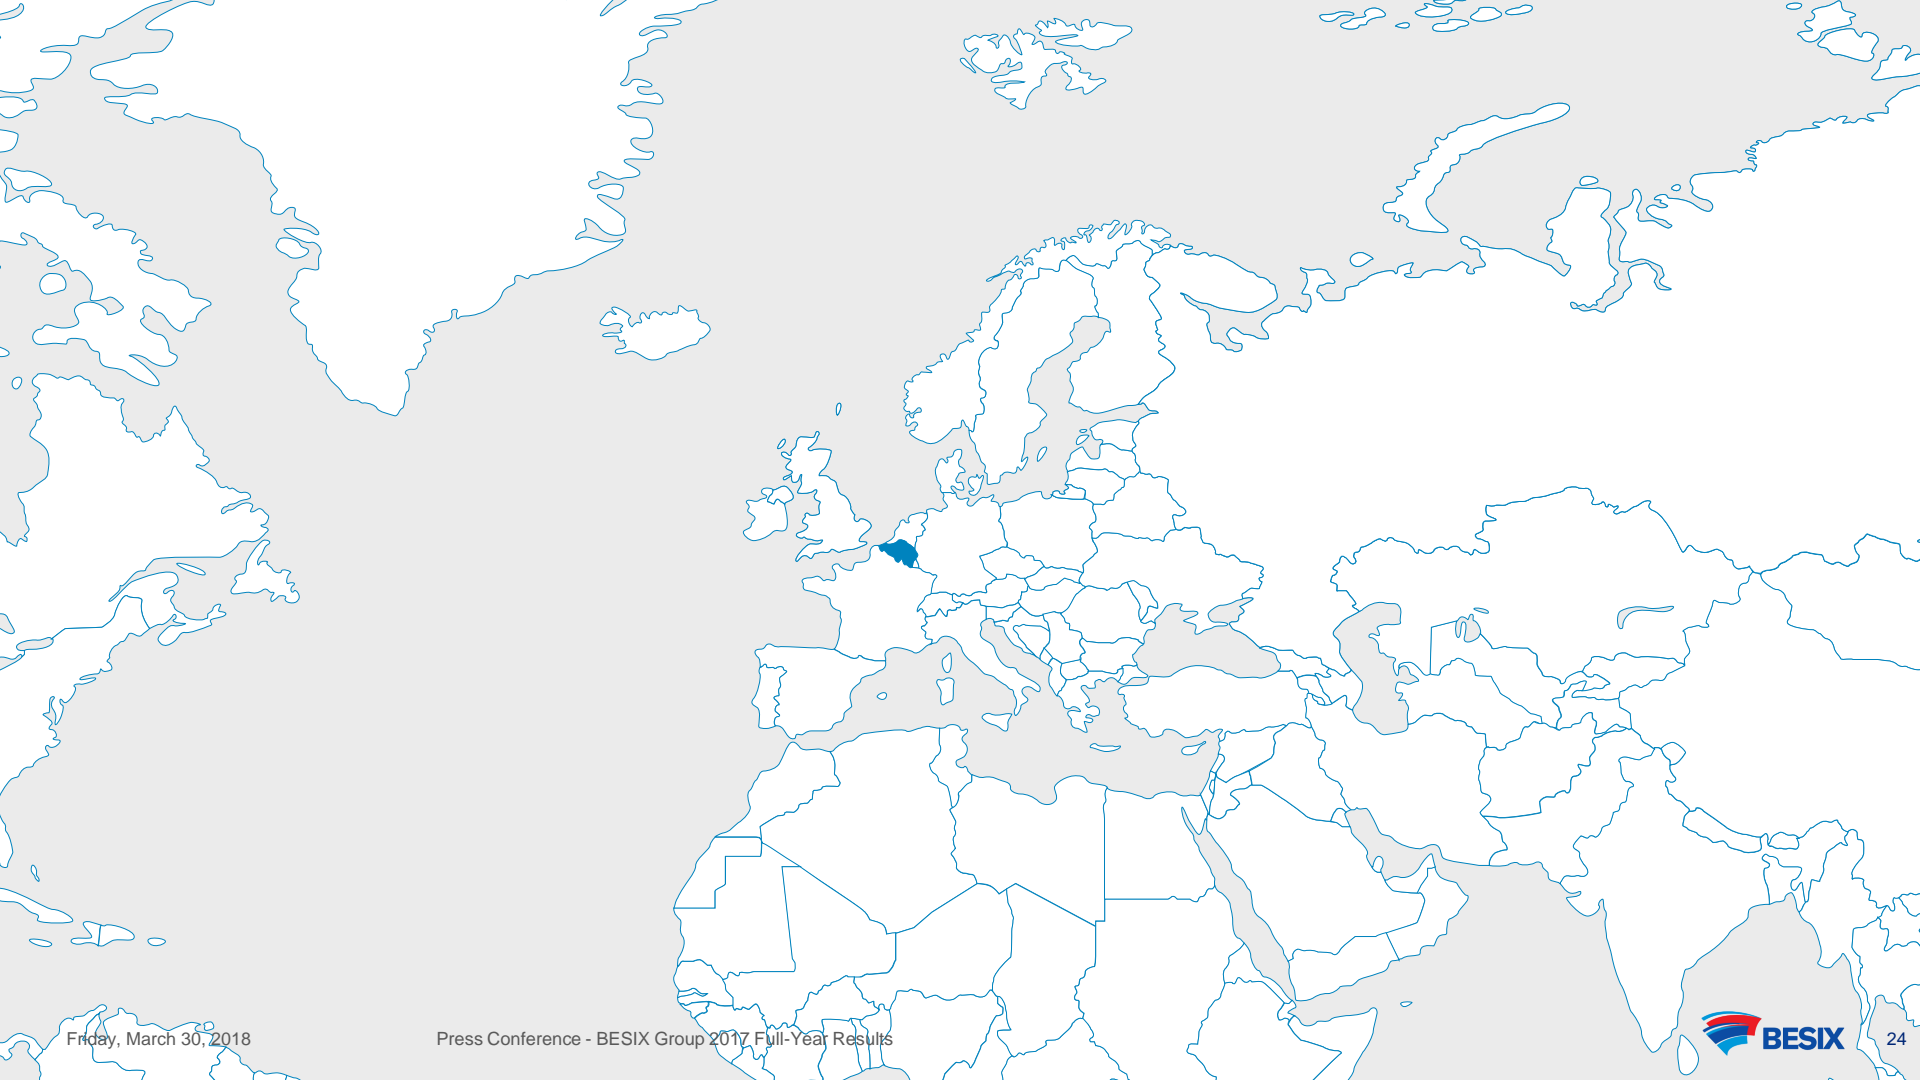 Friday, March 30, 2018
Press Conference - BESIX Group 2017 Full-Year Results
BESIX
24